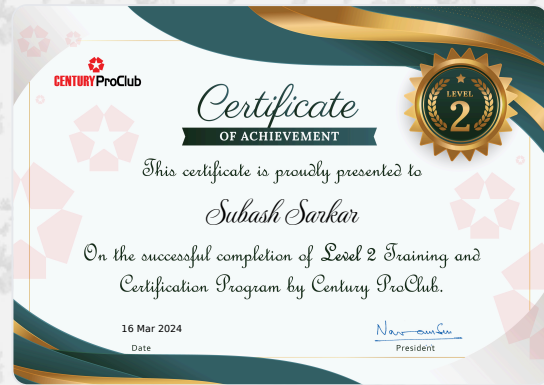 CENTURY ProClub
LEVEL
2
Certificate
OF ACHIEVEMENT
This certificate is proudly presented to
Subash Sarkar
On the successful completion of Level 2 Training and
Certification Program by Century ProClub.
16 Mar 2024
Date
President